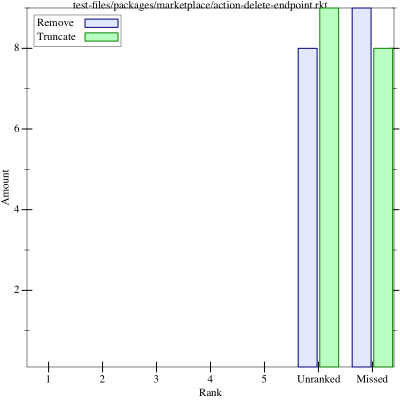 test-files/packages/marketplace/action-delete-endpoint.rkt
Remove
Truncate
8
6
4
2
Amount
1 2 3 4 5 Unranked Missed
Rank